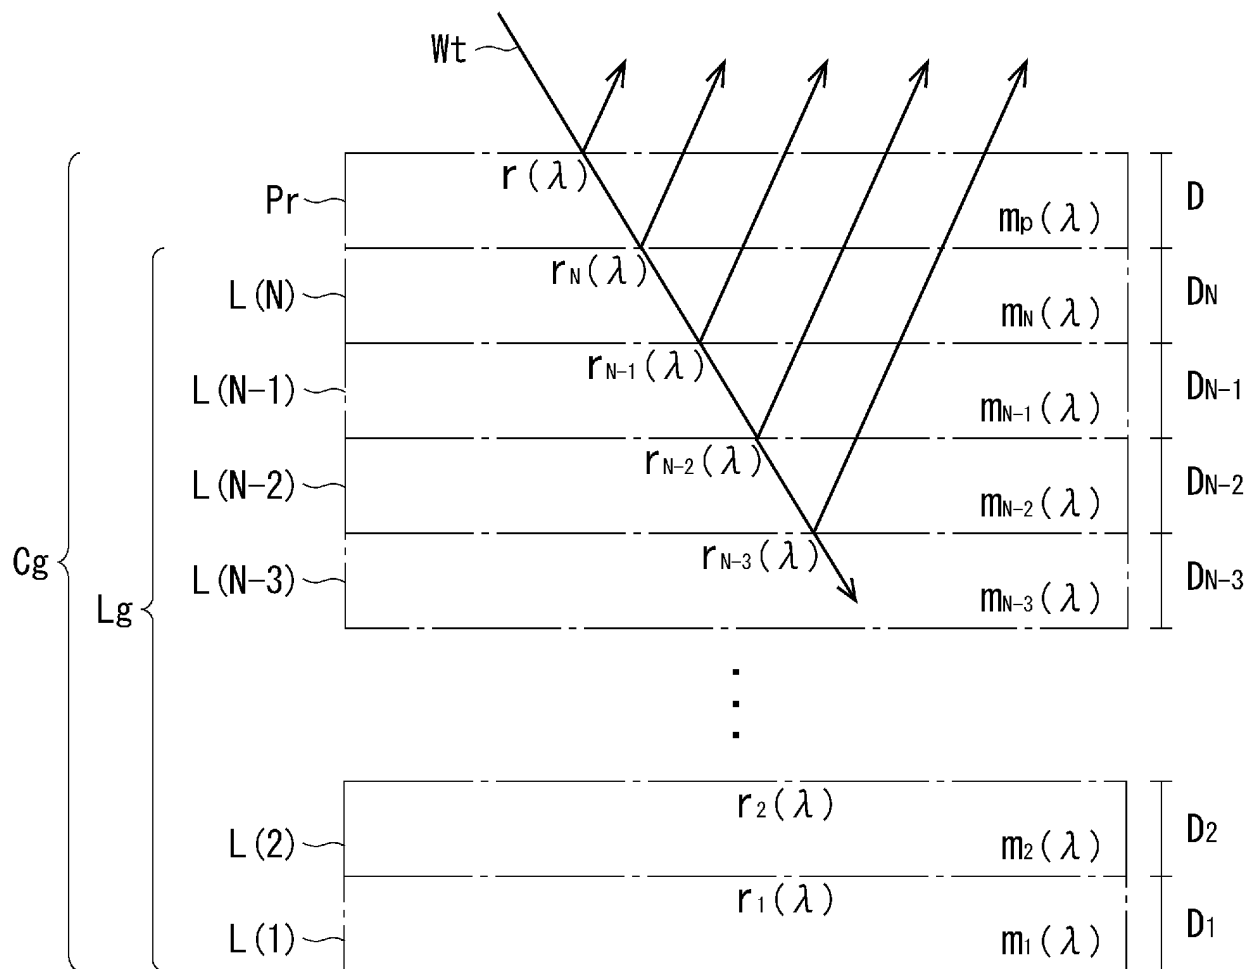 Wt
r(λ)
Pr
mp(λ)
D
rN(λ)
L(N)
mN(λ)
DN
rN-1(λ)
L(N-1)
mN-1(λ)
DN-1
rN-2(λ)
L(N-2)
mN-2(λ)
DN-2
rN-3(λ)
Cg
L(N-3)
mN-3(λ)
DN-3
Lg
r2(λ)
L(2)
m2(λ)
D2
r1(λ)
L(1)
m1(λ)
D1